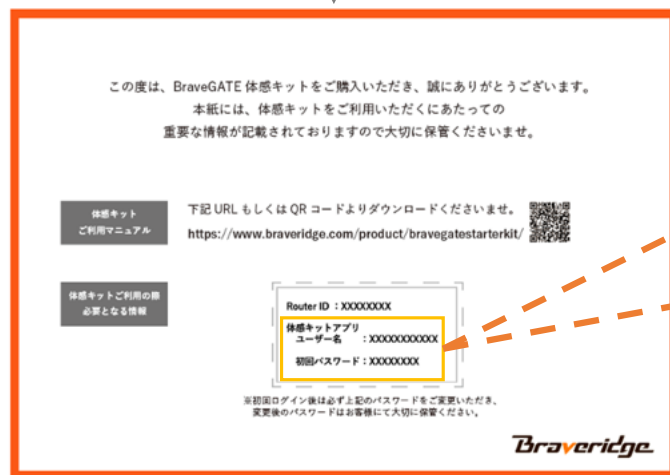 この度は、BraveGATE 体感キットをご購入いただき、誠にありがとうございます。
本紙には、体感キットをご利用いただくにあたっての
重要な情報が記載されておりますので大切に保管くださいませ。
体感キット
ご利用マニュアル
下記 URL もしくは QR コードよりダウンロードくださいませ。
https://www.braveridge.com/product/bravegatestarterkit/
体感キットご利用の際
必要となる情報
Router ID ：XXXXXXXX
体感キットアプリ
ユーザー名 ：XXXXXXXXXXX
初回パスワード：XXXXXXXX
※初回ログイン後は必ず上記のパスワードをご変更いただき、
変更後のパスワードはお客様にて大切に保管ください。
Braveridge